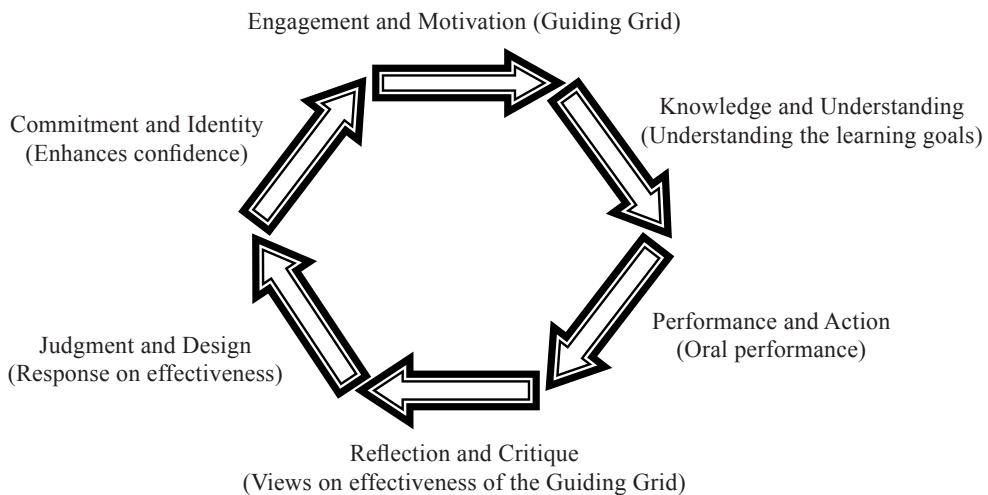 Engagement and Motivation (Guiding Grid)
Knowledge and Understanding
(Understanding the learning goals)
Performance and Action
(Oral performance)
Reflection and Critique
(Views on effectiveness of the Guiding Grid)
Judgment and Design
(Response on effectiveness)
Commitment and Identity
(Enhances confidence)